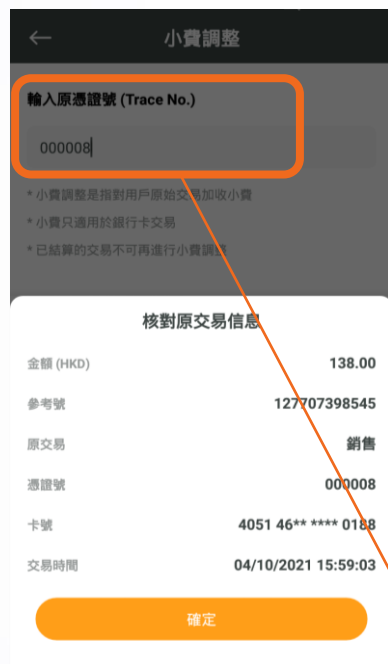 小費調整
輸入原憑證號 (Trace No.)
000008
* 小費調整是指對用戶原始交易加收小費
* 小費只適用於銀行卡交易
* 已結算的交易不可再進行小費調整
核對原交易信息
金額 (HKD) 138.00
參考號 127707398545
原交易 銷售
憑證號 000008
卡號 4051 46** **** 0188
交易時間 04/10/2021 15:59:03
確定